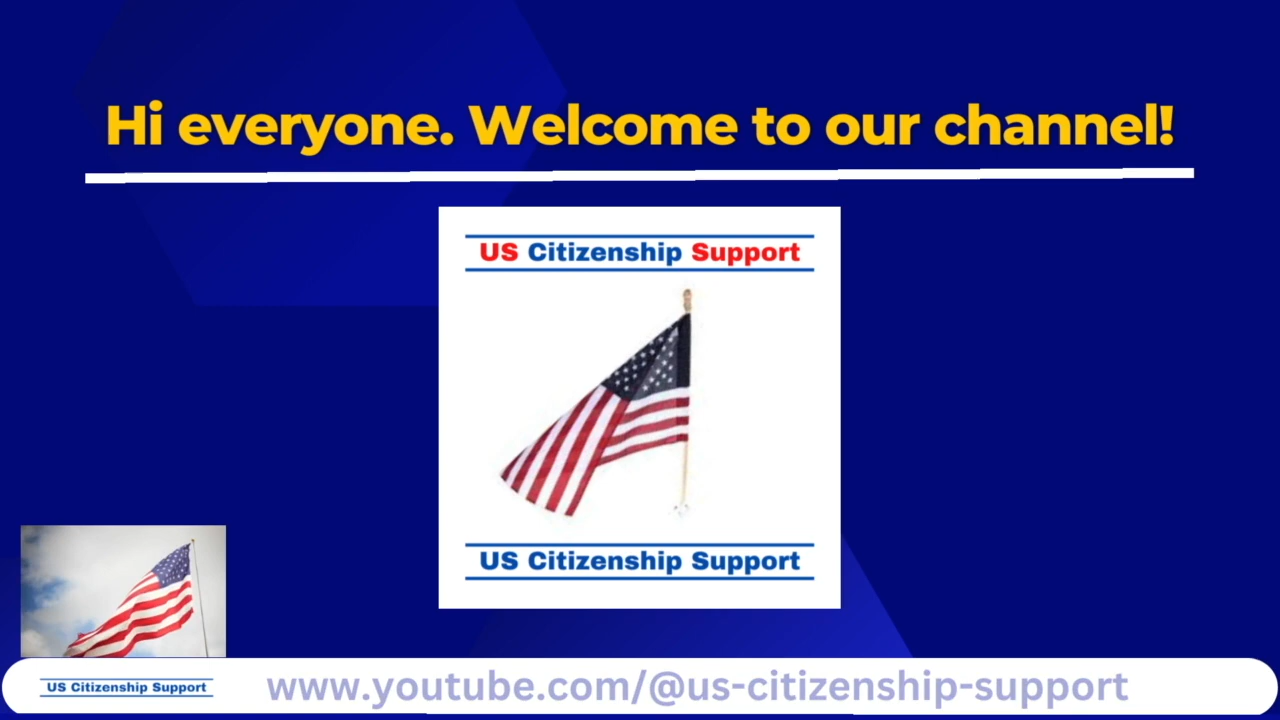 Hi everyone. Welcome to our channel!
US Citizenship Support
US Citizenship Support
US Citizenship Support
www.youtube.com/@us-citizenship-support